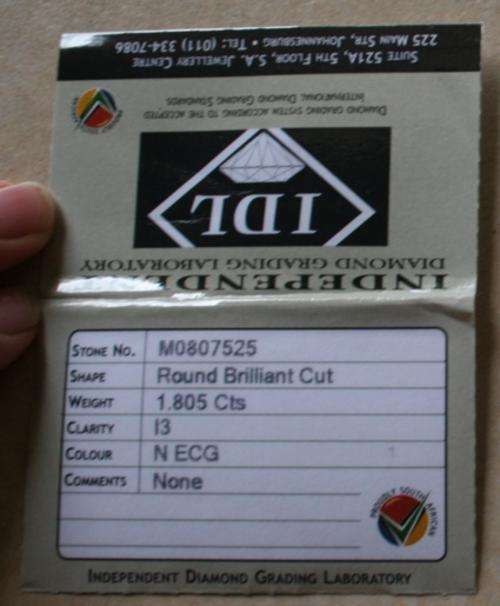 SUITE 521A, 5TH FLOOR, S.A. JEWELLERY CENTRE
225 MAIN STR, JOHANNESBURG • TEL: (011) 334-7086
DIAMOND GRADING SYSTEM ACCORDING TO THE ACCEPTED
INTERNATIONAL DIAMOND GRADING STANDARDS
IDL
INDEPENDE
DIAMOND GRADING LABORATORY
STONE NO. M0807525
SHAPE Round Brilliant Cut
WEIGHT 1.805 Cts
CLARITY I3
COLOUR N ECG
COMMENTS None
PROUDLY SOUTH AFRICAN
INDEPENDENT DIAMOND GRADING LABORATORY